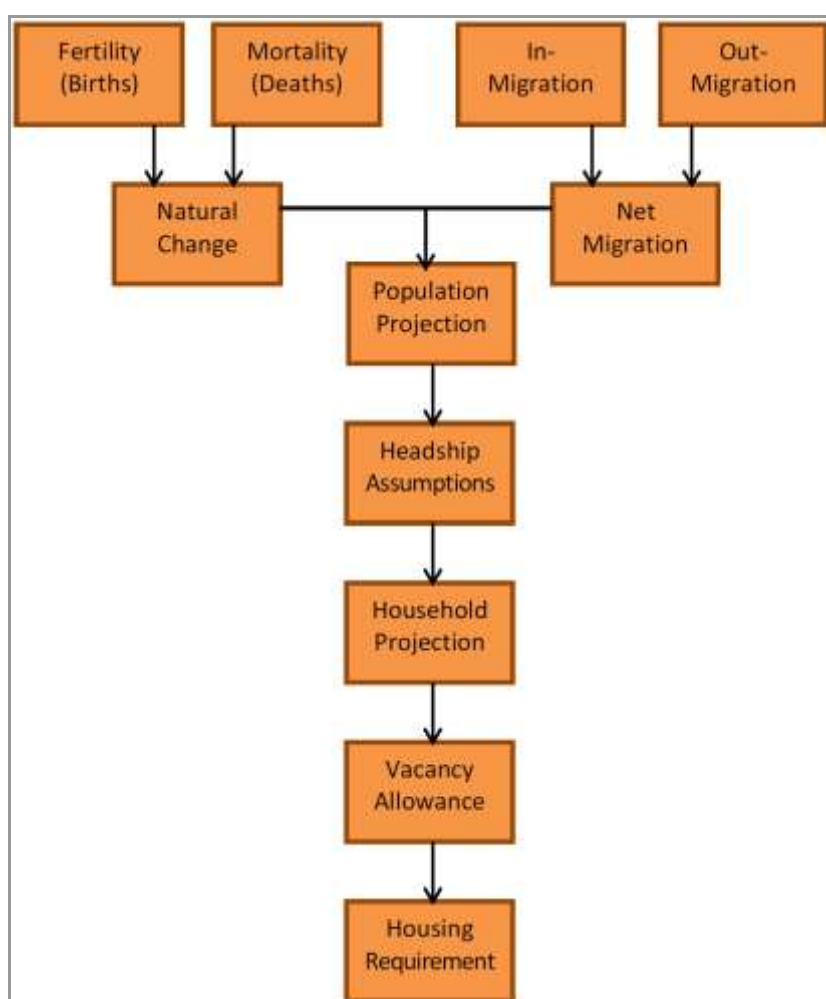 Fertility
(Births)
Mortality
(Deaths)
In-
Migration
Out-
Migration
Natural
Change
Net
Migration
Population
Projection
Headship
Assumptions
Household
Projection
Vacancy
Allowance
Housing
Requirement